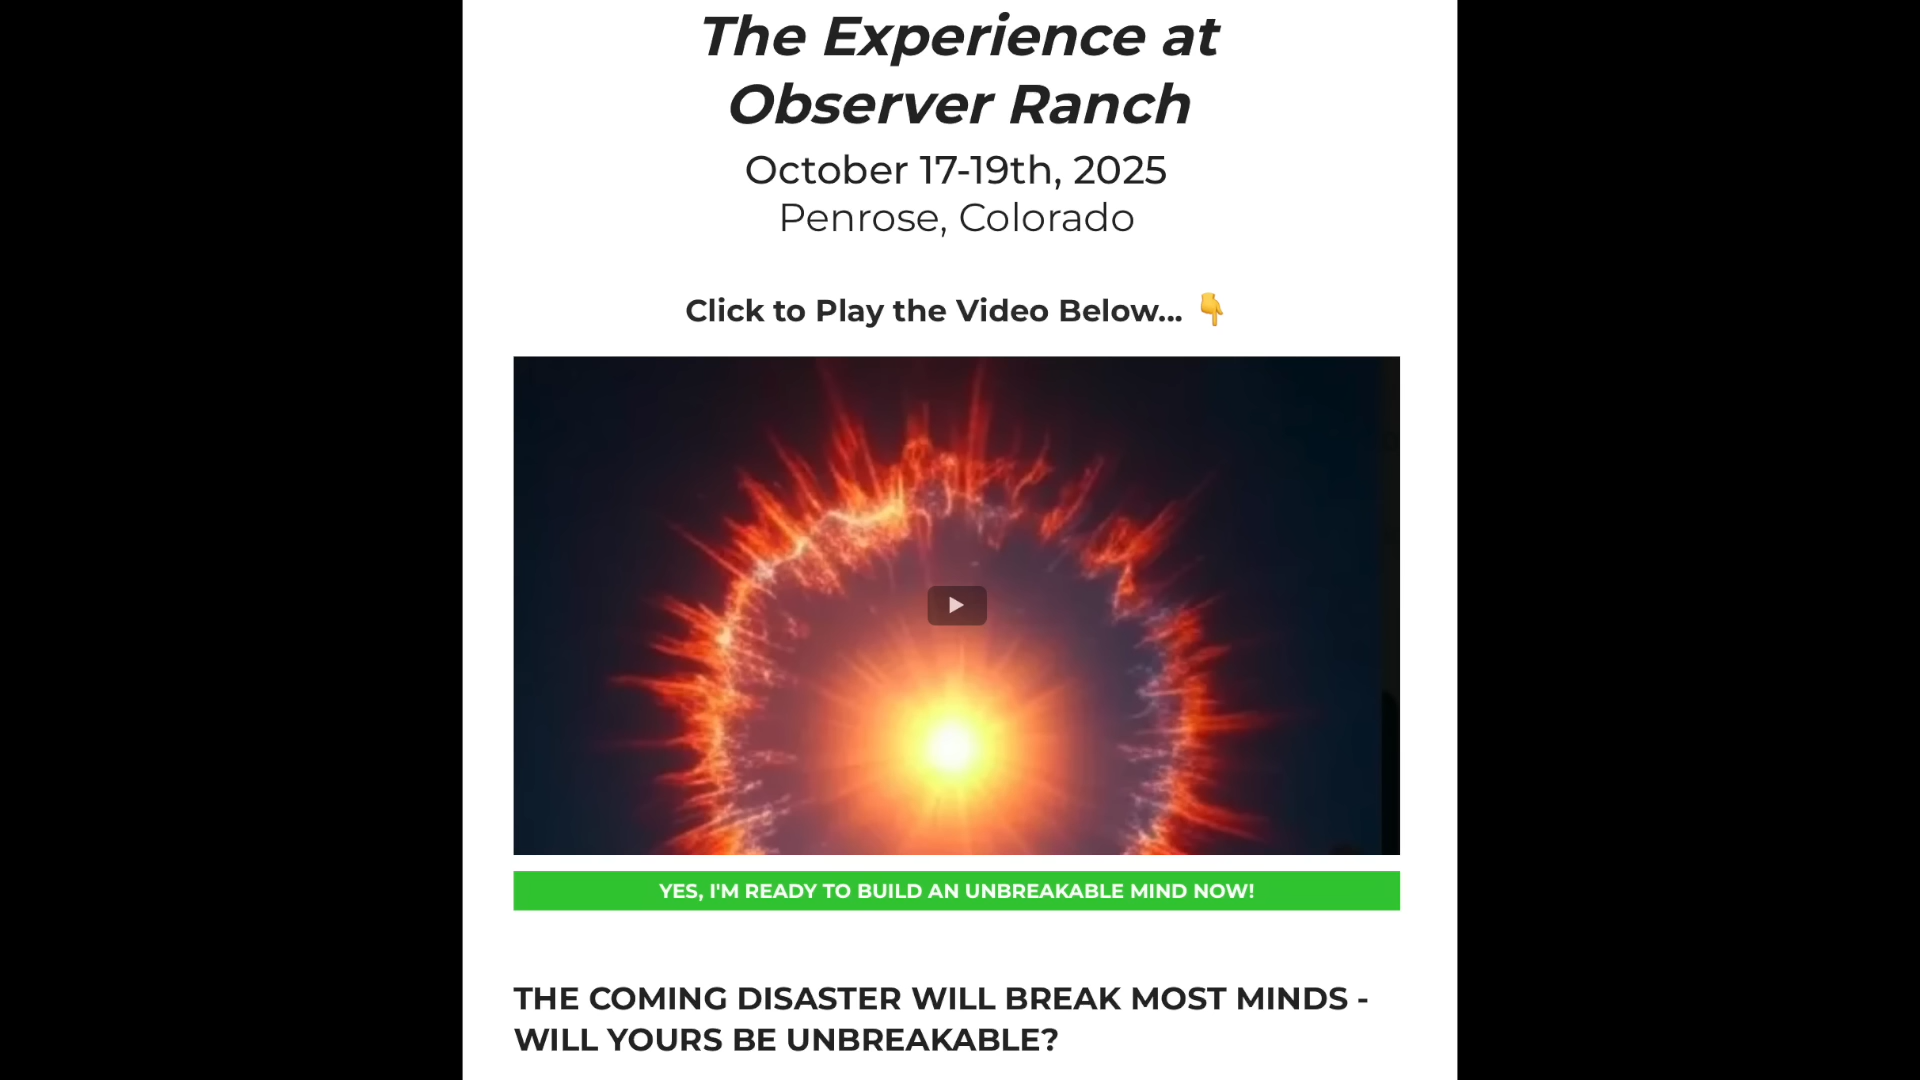 The Experience at
Observer Ranch
October 17-19th, 2025
Penrose, Colorado
Click to Play the Video Below... 👇
YES, I'M READY TO BUILD AN UNBREAKABLE MIND NOW!
THE COMING DISASTER WILL BREAK MOST MINDS -
WILL YOURS BE UNBREAKABLE?